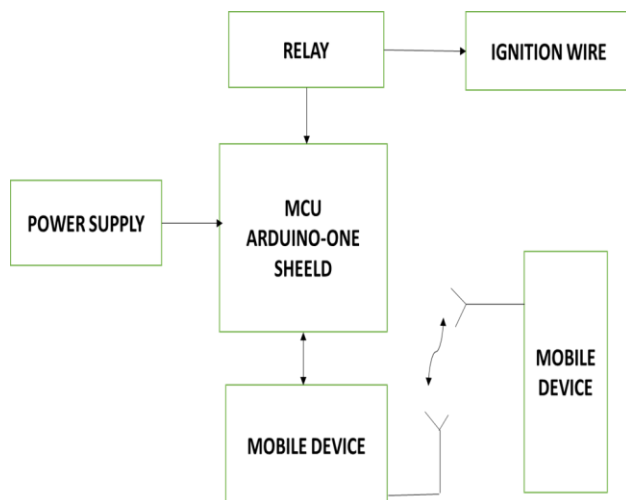 RELAY
IGNITION WIRE
POWER SUPPLY
MCU
ARDUINO-ONE
SHEELD
MOBILE
DEVICE
MOBILE DEVICE